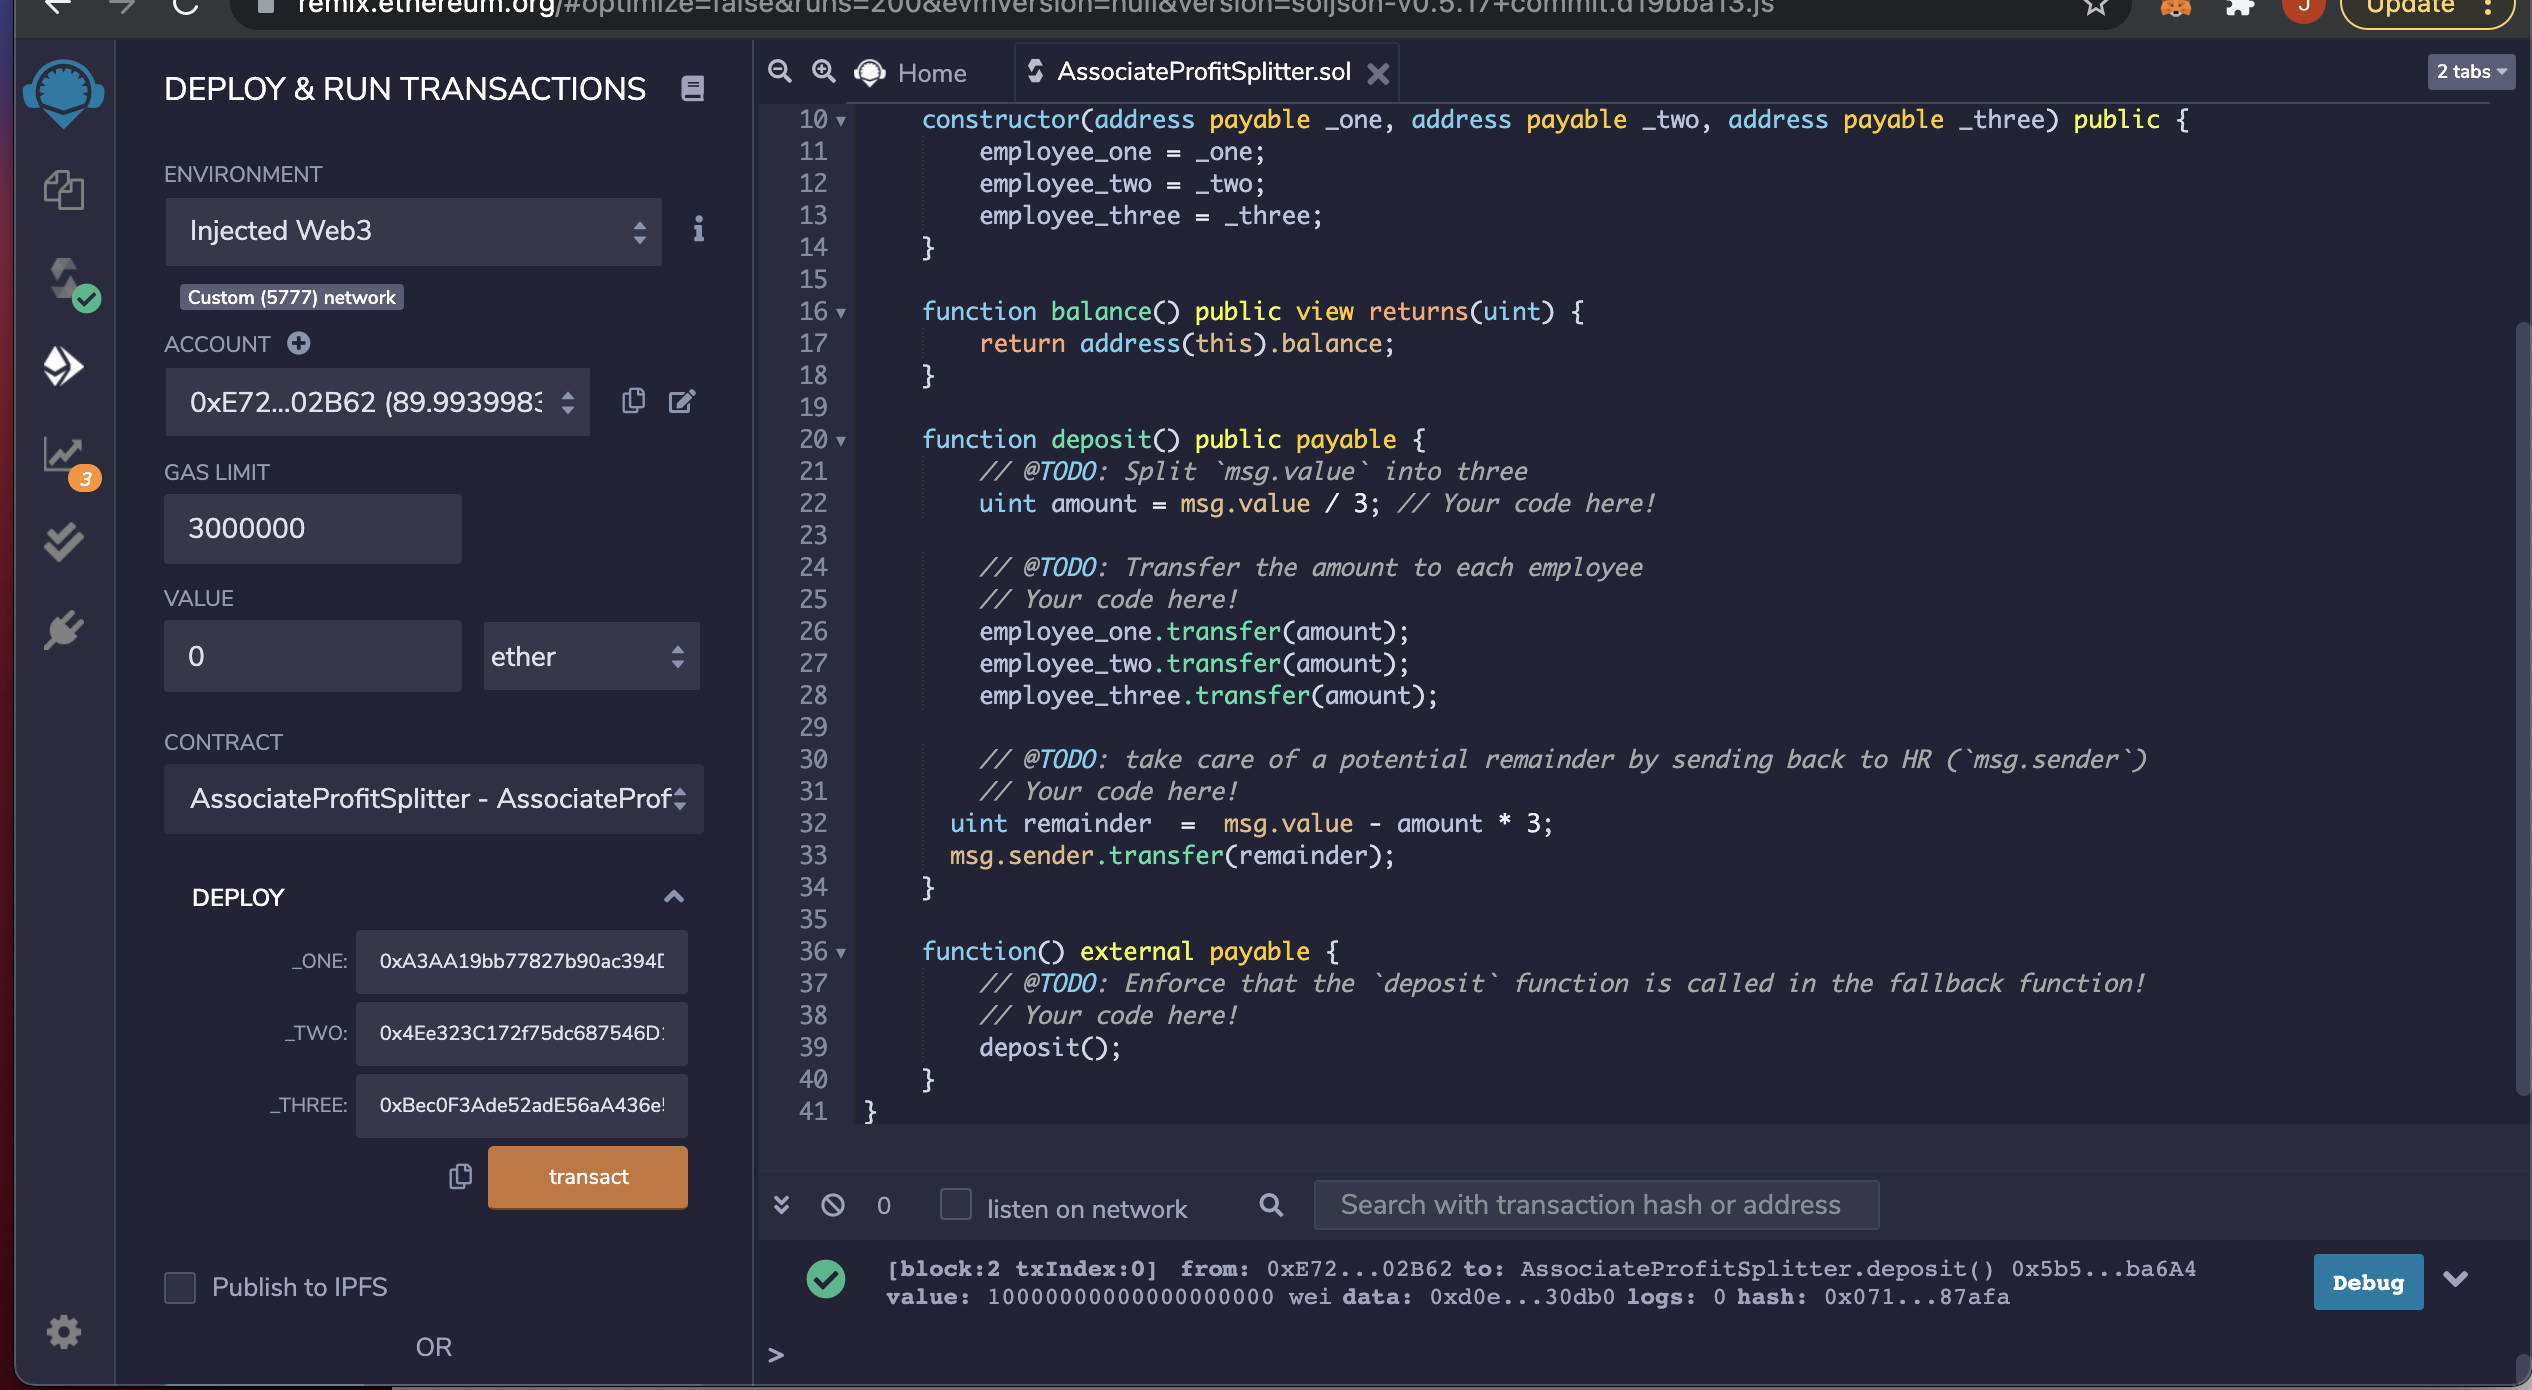 remix.ethereum.org/#optimize=false&runs=200&evmVersion=null&version=soljson-v0.5.17+commit.d19bba13.js
J
Update
DEPLOY & RUN TRANSACTIONS
ENVIRONMENT
Injected Web3
Custom (5777) network
ACCOUNT
0xE72...02B62 (89.9939983
GAS LIMIT
3000000
VALUE
0
ether
CONTRACT
AssociateProfitSplitter - AssociateProf
DEPLOY
_ONE:
0xA3AA19bb77827b90ac394D
_TWO:
0x4Ee323C172f75dc687546D1
_THREE:
0xBec0F3Ade52adE56aA436e5
transact
Publish to IPFS
OR
3
Home
AssociateProfitSplitter.sol
2 tabs
10 constructor(address payable _one, address payable _two, address payable _three) public {
11 employee_one = _one;
12 employee_two = _two;
13 employee_three = _three;
14 }
15
16 function balance() public view returns(uint) {
17 return address(this).balance;
18 }
19
20 function deposit() public payable {
21 // @TODO: Split `msg.value` into three
22 uint amount = msg.value / 3; // Your code here!
23
24 // @TODO: Transfer the amount to each employee
25 // Your code here!
26 employee_one.transfer(amount);
27 employee_two.transfer(amount);
28 employee_three.transfer(amount);
29
30 // @TODO: take care of a potential remainder by sending back to HR (`msg.sender`)
31 // Your code here!
32 uint remainder  =  msg.value - amount * 3;
33 msg.sender.transfer(remainder);
34 }
35
36 function() external payable {
37 // @TODO: Enforce that the `deposit` function is called in the fallback function!
38 // Your code here!
39 deposit();
40 }
41 }
0
listen on network
Search with transaction hash or address
[block:2 txIndex:0] from: 0xE72...02B62 to: AssociateProfitSplitter.deposit() 0x5b5...ba6A4
value: 10000000000000000000 wei data: 0xd0e...30db0 logs: 0 hash: 0x071...87afa
Debug
>